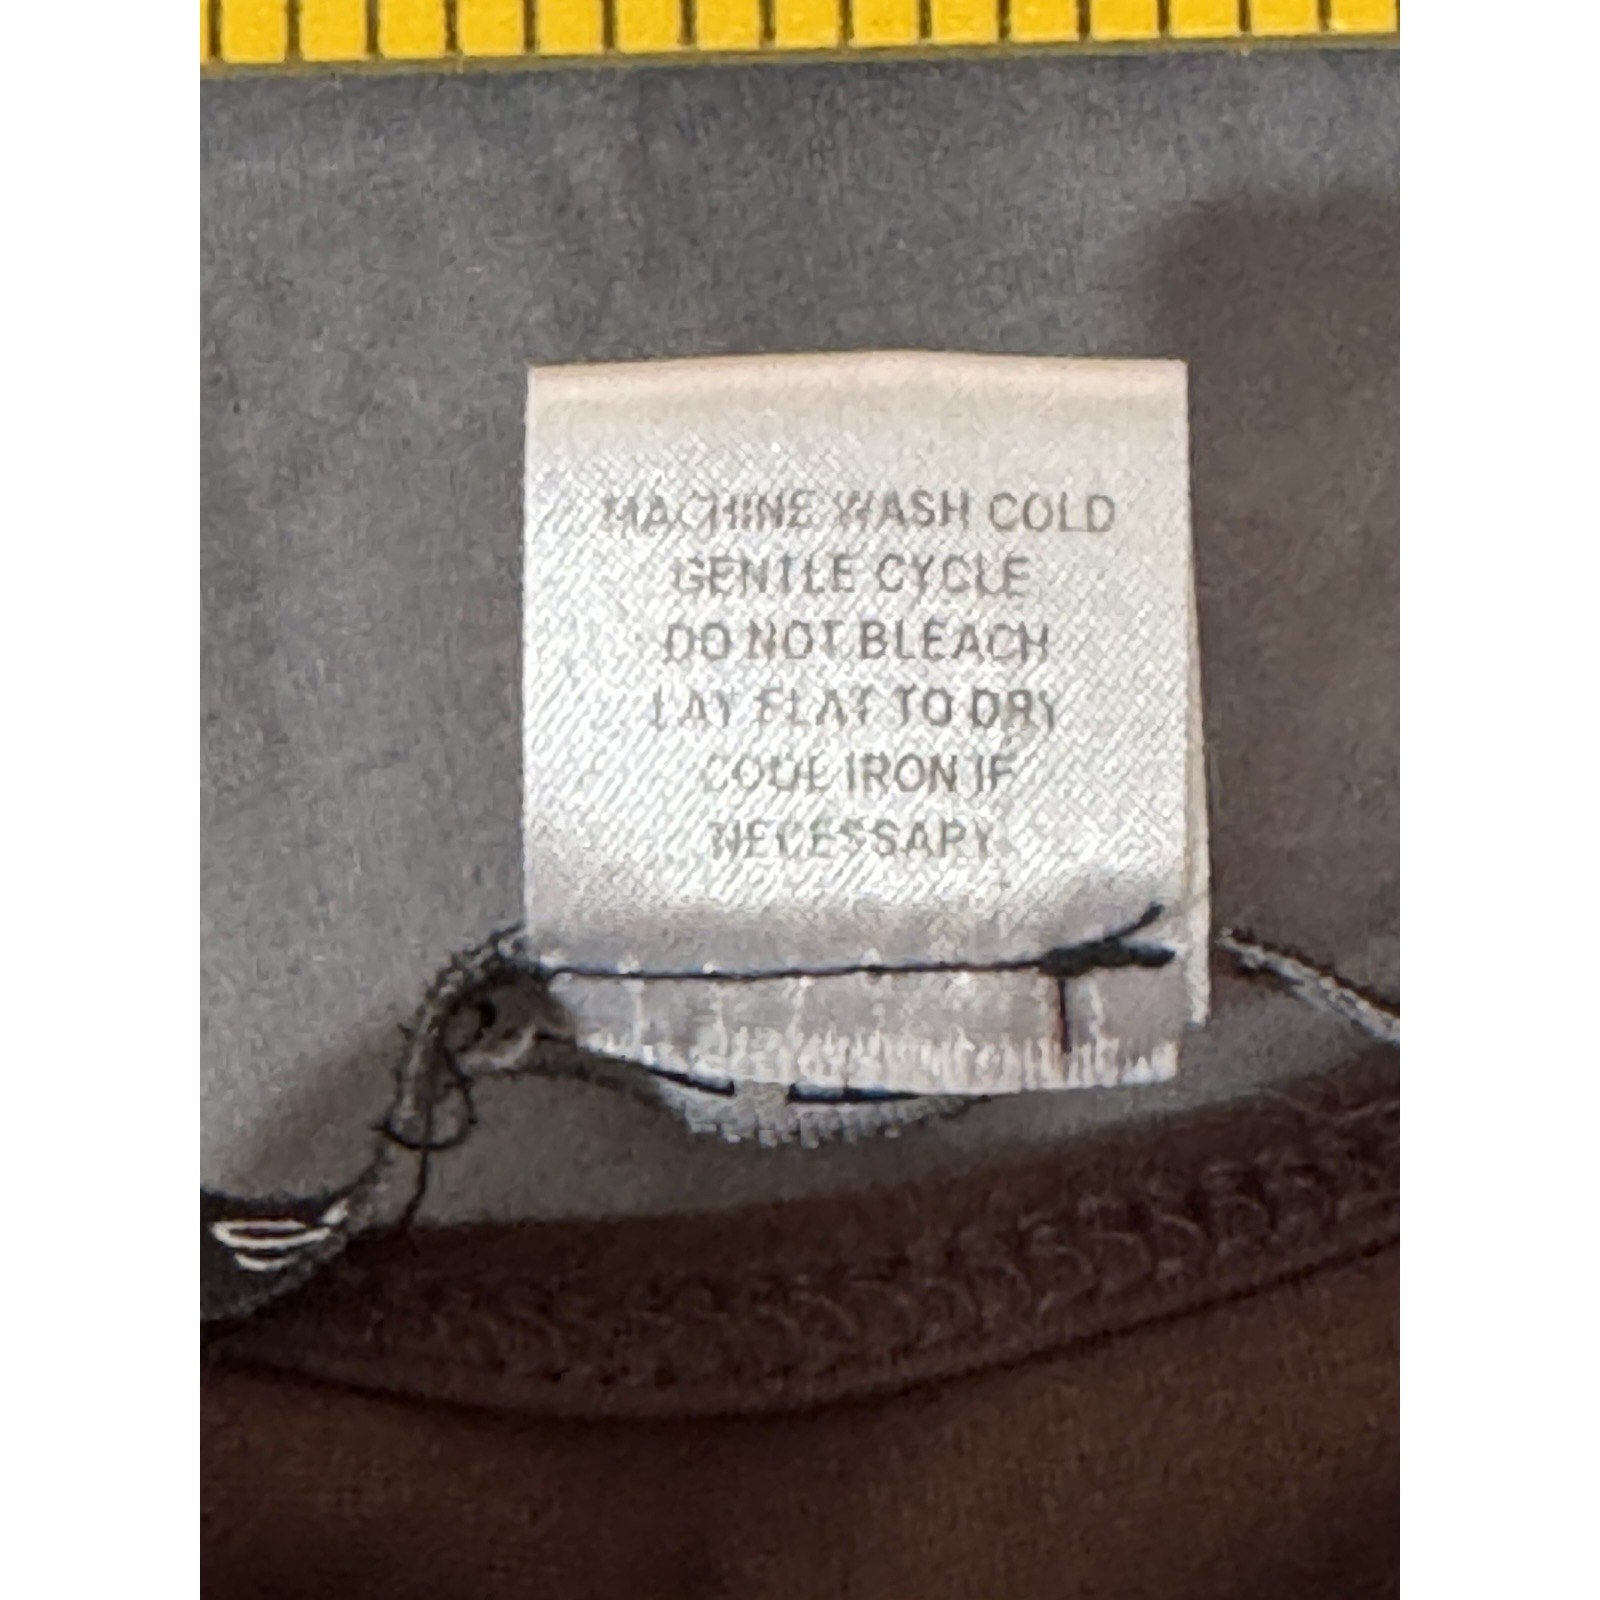 MACHINE WASH COLD
GENTLE CYCLE
DO NOT BLEACH
LAY FLAT TO DRY
COOL IRON IF
NECESSARY